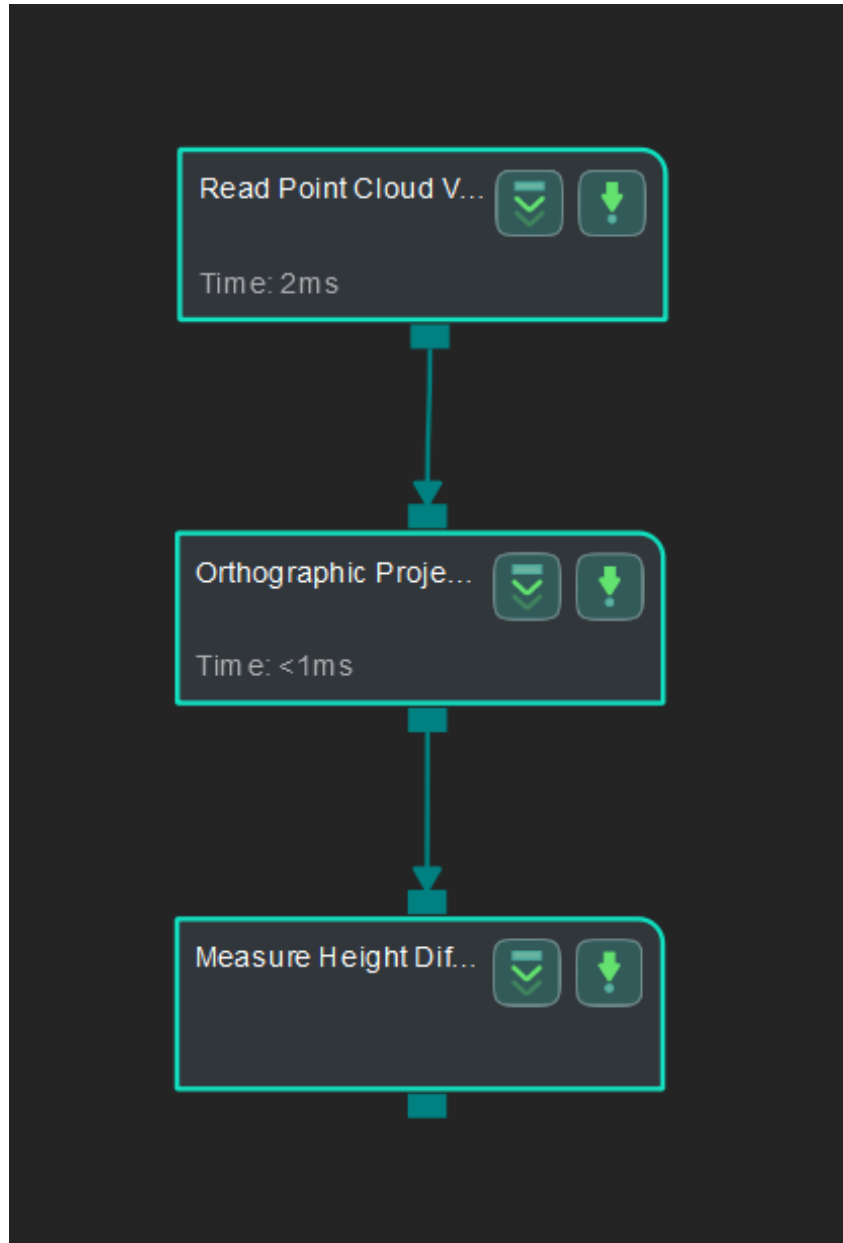 Read Point Cloud V...
Time: 2ms
Orthographic Proje...
Time: <1ms
Measure Height Dif...